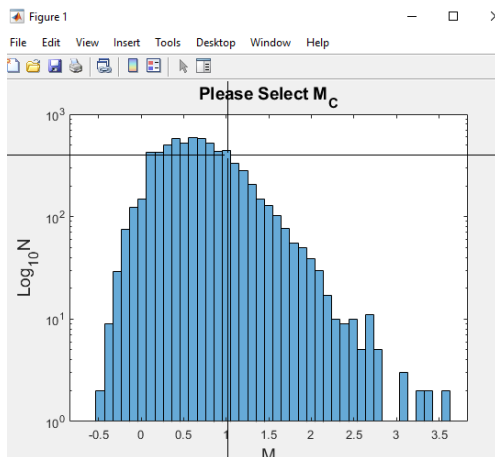 Figure 1
File Edit View Insert Tools Desktop Window Help
Please Select M_C
10^3
10^2
10^1
10^0
Log_10N
-0.5 0 0.5 1 1.5 2 2.5 3 3.5
M